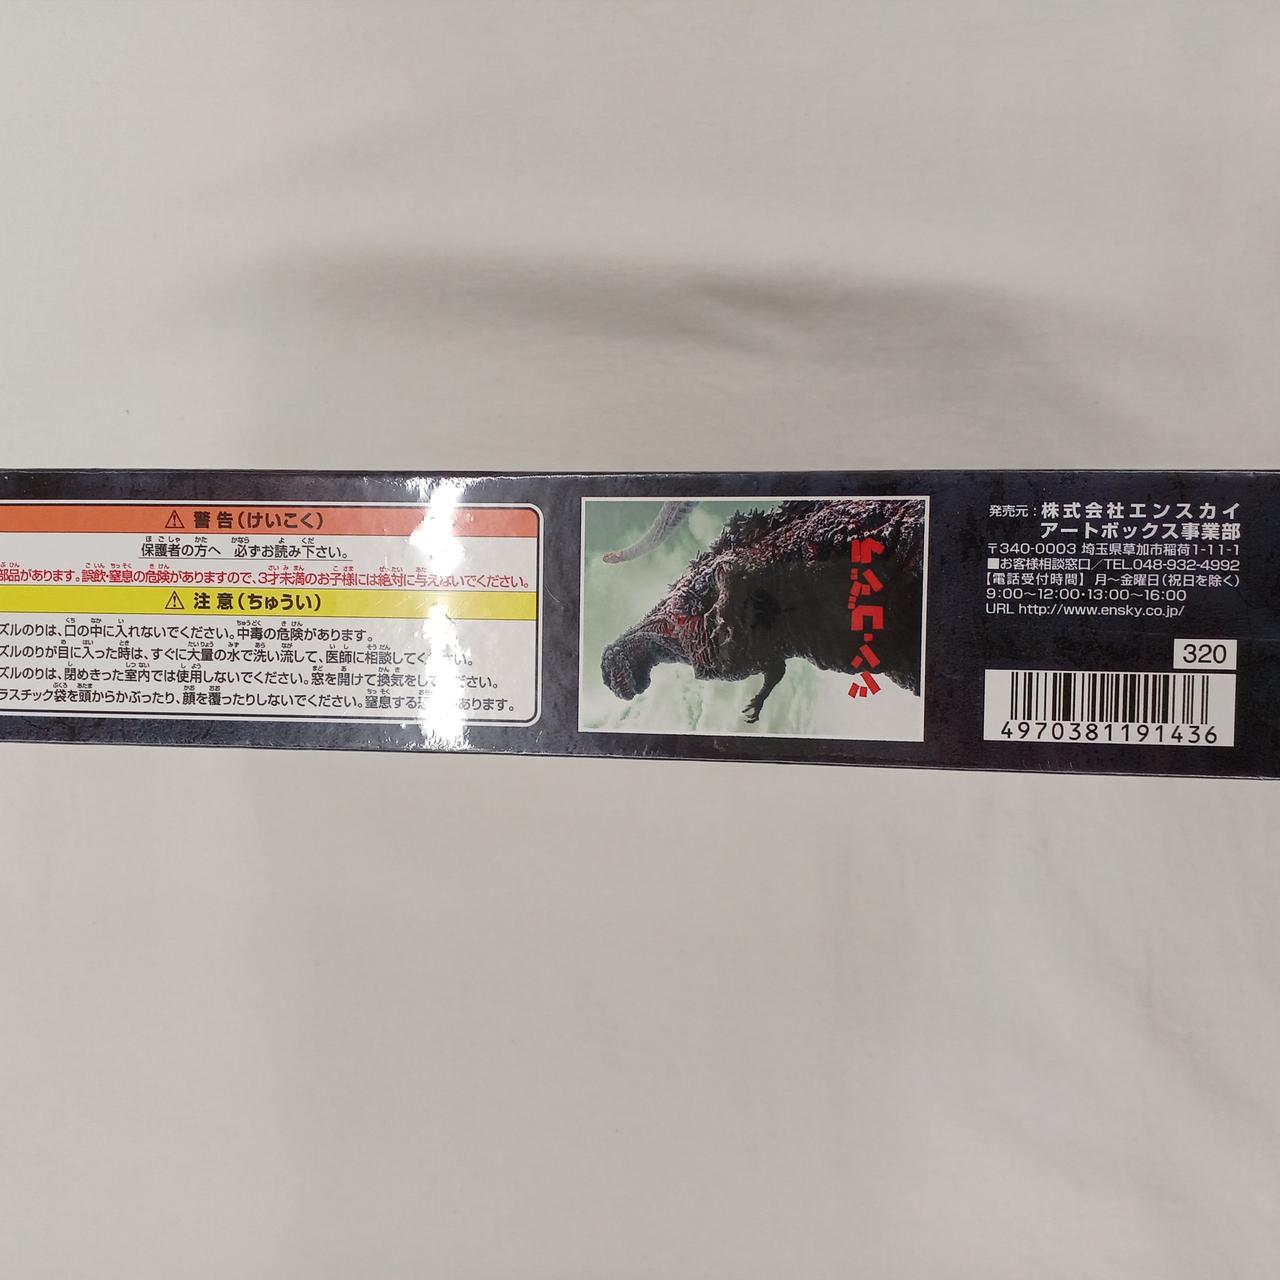 警告(けいこく)
保護者の方へ 必ずお読み下さい。
部品があります。誤飲・窒息の危険がありますので、3才未満のお子様には絶対に与えないでください。
注意(ちゅうい)
ズルのりは、口の中に入れないでください。中毒の危険があります。
ズルのりが目に入った時は、すぐに大量の水で洗い流して、医師に相談してください。
ズルのりは、閉めきった室内では使用しないでください。窓を開けて換気をして ださい。
ラスチック袋を頭からかぶったり、顔を覆ったりしないでください。窒息する あります。
シン・ゴジラ
発売元:株式会社エンスカイ
アートボックス事業部
〒340-0003 埼玉県草加市稲荷1-11-1
■お客様相談窓口/TEL.048-932-4992
【電話受付時間】 月〜金曜日(祝日を除く)
9:00〜12:00・13:00〜16:00
URL http://www.ensky.co.jp/
320
4970381191436